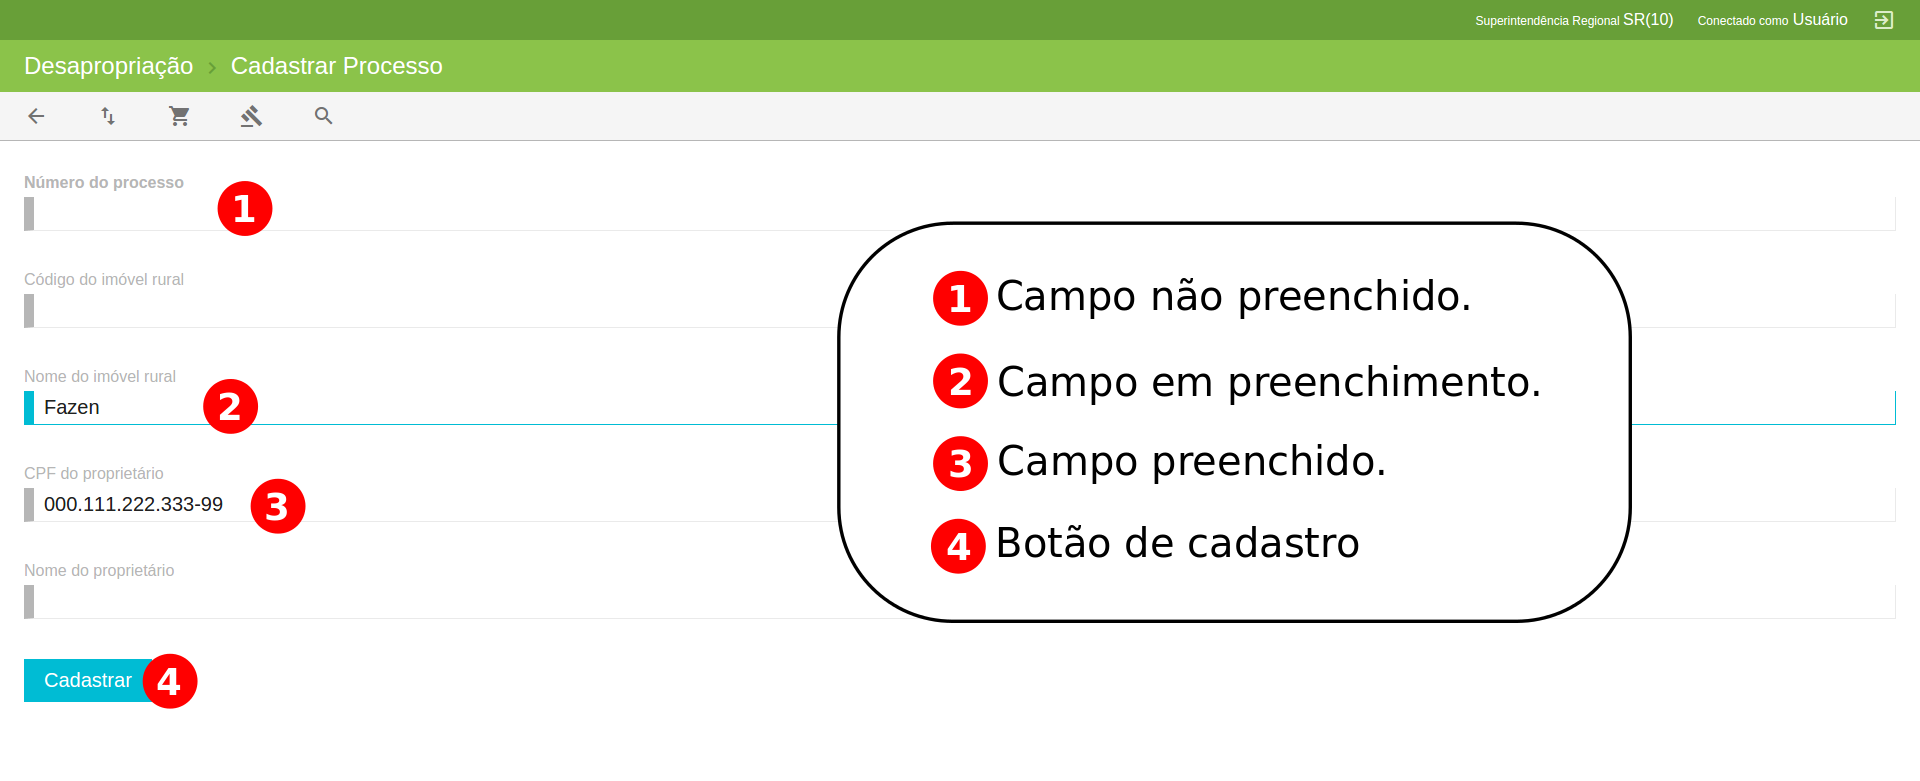 Superintendência Regional SR(10) Conectado como Usuário
Desapropriação › Cadastrar Processo
Número do processo
1
Código do imóvel rural
Nome do imóvel rural
Fazen 2
CPF do proprietário
000.111.222.333-99 3
Nome do proprietário
Cadastrar 4
1 Campo não preenchido.
2 Campo em preenchimento.
3 Campo preenchido.
4 Botão de cadastro